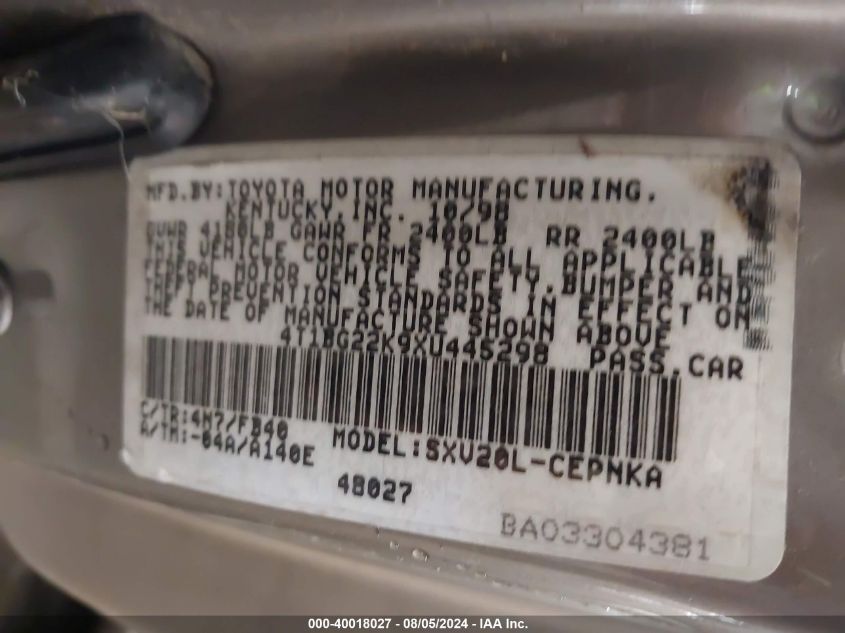 MFD.BY:TOYOTA MOTOR MANUFACTURING.
KENTUCKY.INC. 10/98
GVWR 4180LB GAWR FR 2400LB RR 2400LB
THIS VEHICLE CONFORMS TO ALL APPLICABLE
FEDERAL MOTOR VEHICLE SAFETY.BUMPER AND
THEFT PREVENTION STANDARDS IN EFFECT ON
THE DATE OF MANUFACTURE SHOWN ABOVE
4T1BG22K9XU445298 PASS.CAR
C/TR:4M7/FB40
A/TM:-04A/A140E
MODEL:SXV20L-CEPNKA
48027
BA03304381
000-40018027 - 08/05/2024 - IAA Inc.